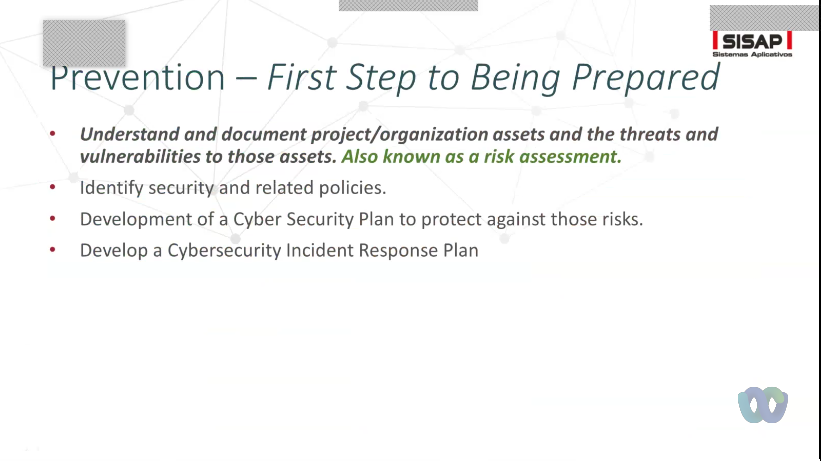 SISAP
Sistemas Aplicativos
Prevention – First Step to Being Prepared
• Understand and document project/organization assets and the threats and
vulnerabilities to those assets. Also known as a risk assessment.
• Identify security and related policies.
• Development of a Cyber Security Plan to protect against those risks.
• Develop a Cybersecurity Incident Response Plan